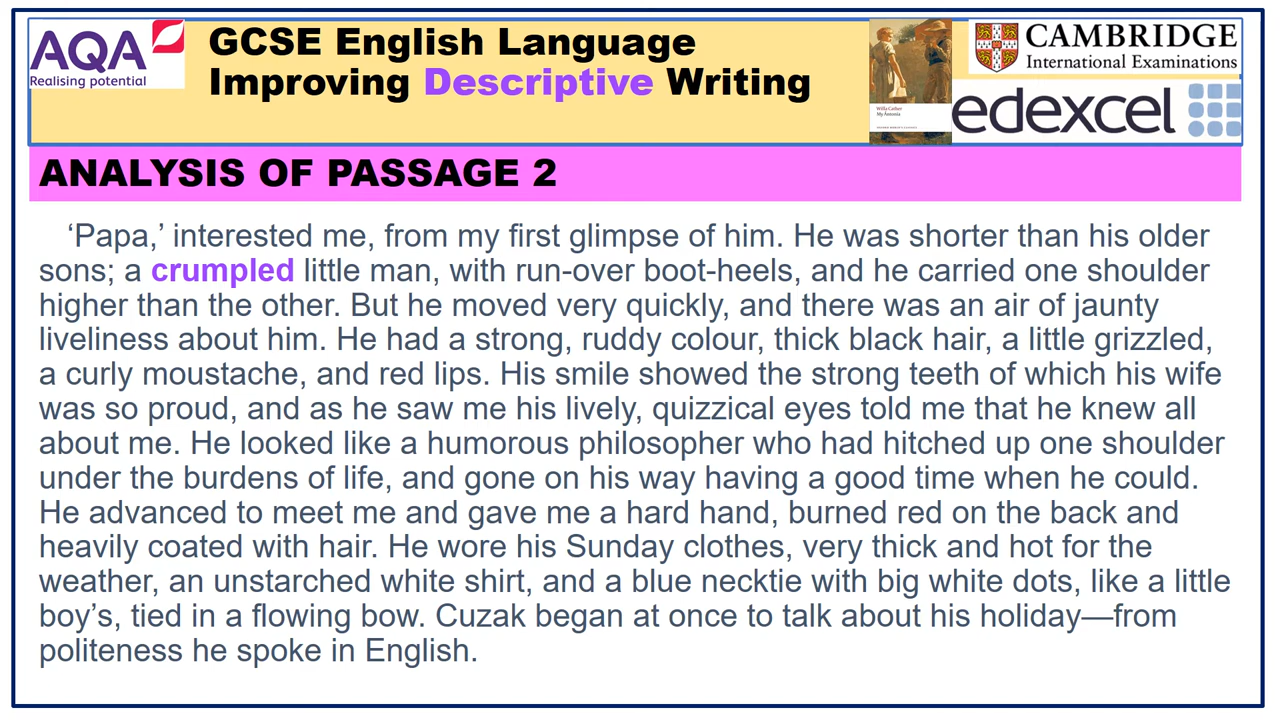 AQA
Realising potential
GCSE English Language
Improving Descriptive Writing
Willa Cather
My Ántonia
OXFORD WORLD'S CLASSICS
CAMBRIDGE
International Examinations
edexcel
ANALYSIS OF PASSAGE 2
‘Papa,’ interested me, from my first glimpse of him. He was shorter than his older
sons; a crumpled little man, with run-over boot-heels, and he carried one shoulder
higher than the other. But he moved very quickly, and there was an air of jaunty
liveliness about him. He had a strong, ruddy colour, thick black hair, a little grizzled,
a curly moustache, and red lips. His smile showed the strong teeth of which his wife
was so proud, and as he saw me his lively, quizzical eyes told me that he knew all
about me. He looked like a humorous philosopher who had hitched up one shoulder
under the burdens of life, and gone on his way having a good time when he could.
He advanced to meet me and gave me a hard hand, burned red on the back and
heavily coated with hair. He wore his Sunday clothes, very thick and hot for the
weather, an unstarched white shirt, and a blue necktie with big white dots, like a little
boy’s, tied in a flowing bow. Cuzak began at once to talk about his holiday—from
politeness he spoke in English.